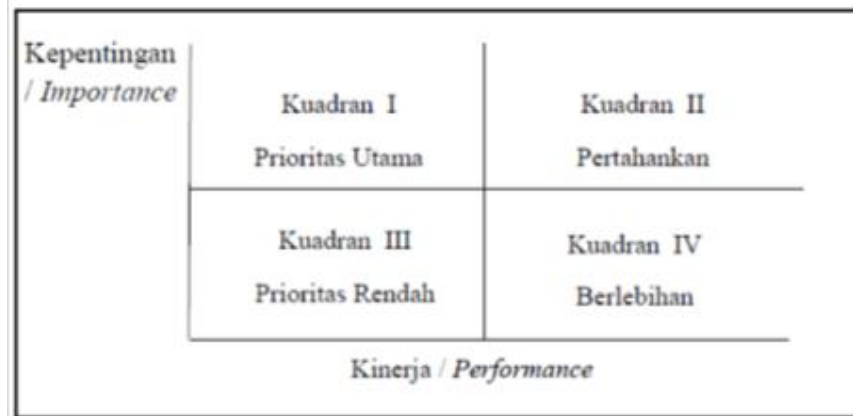 Kepentingan
/ Importance
Kuadran I
Prioritas Utama
Kuadran II
Pertahankan
Kuadran III
Prioritas Rendah
Kuadran IV
Berlebihan
Kinerja / Performance